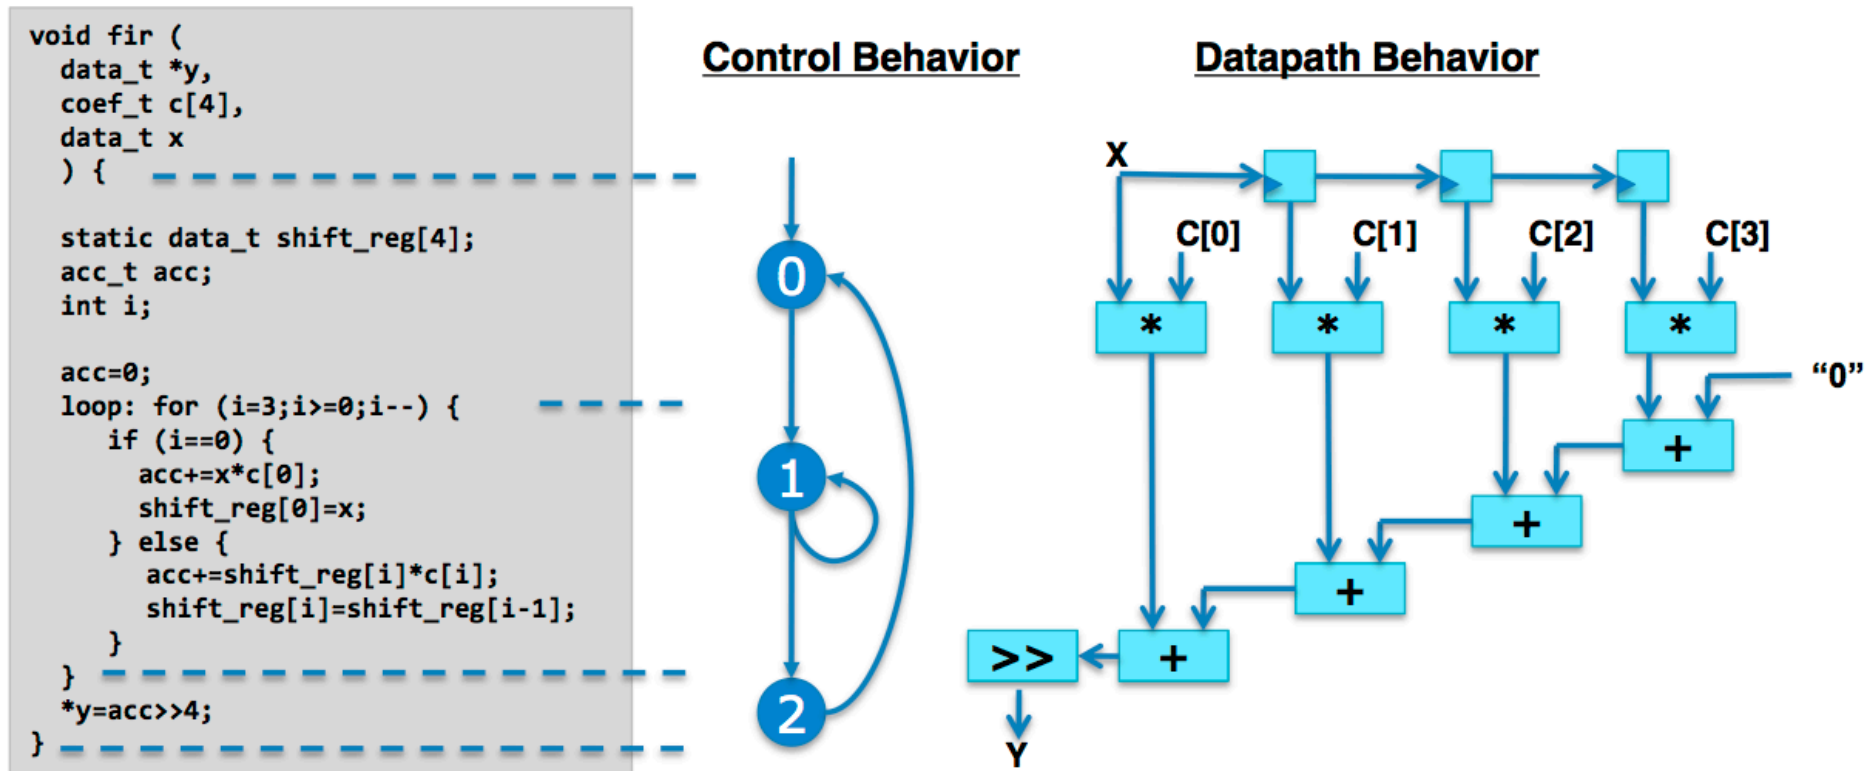 void fir (
data_t *y,
coef_t c[4],
data_t x
) {
static data_t shift_reg[4];
acc_t acc;
int i;
acc=0;
loop: for (i=3;i>=0;i--) {
if (i==0) {
acc+=x*c[0];
shift_reg[0]=x;
} else {
acc+=shift_reg[i]*c[i];
shift_reg[i]=shift_reg[i-1];
}
}
*y=acc>>4;
}
Control Behavior
0
1
2
Datapath Behavior
X
C[0]
C[1]
C[2]
C[3]
*
*
*
*
“0”
+
+
+
+
>>
Y